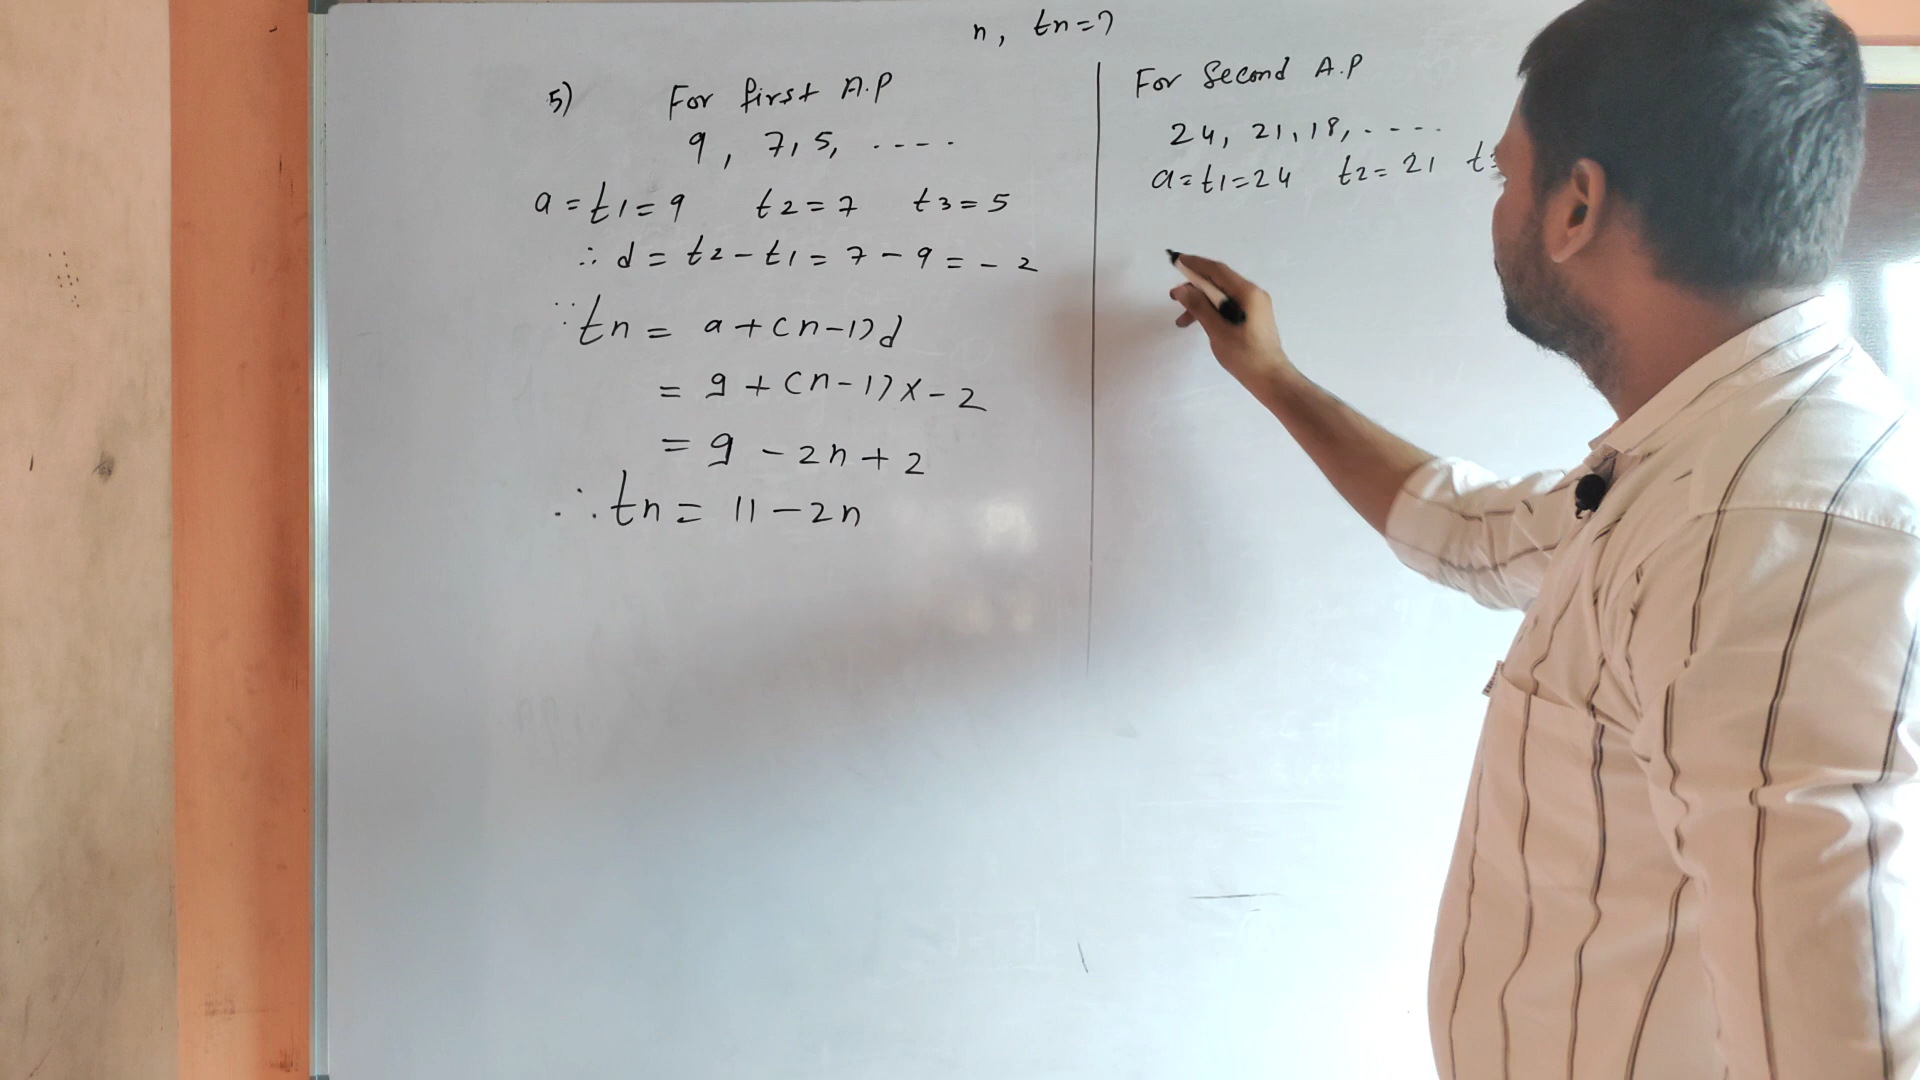 n, tn=?
5) For first A.P
9, 7, 5, ----
a = t1 = 9 t2 = 7 t3 = 5
∴ d = t2 - t1 = 7 - 9 = - 2
∵ tn = a + (n-1)d
= 9 + (n-1) x - 2
= 9 - 2n + 2
∴ tn = 11 - 2n
For Second A.P
24, 21, 18, ----
a = t1 = 24 t2 = 21 t3